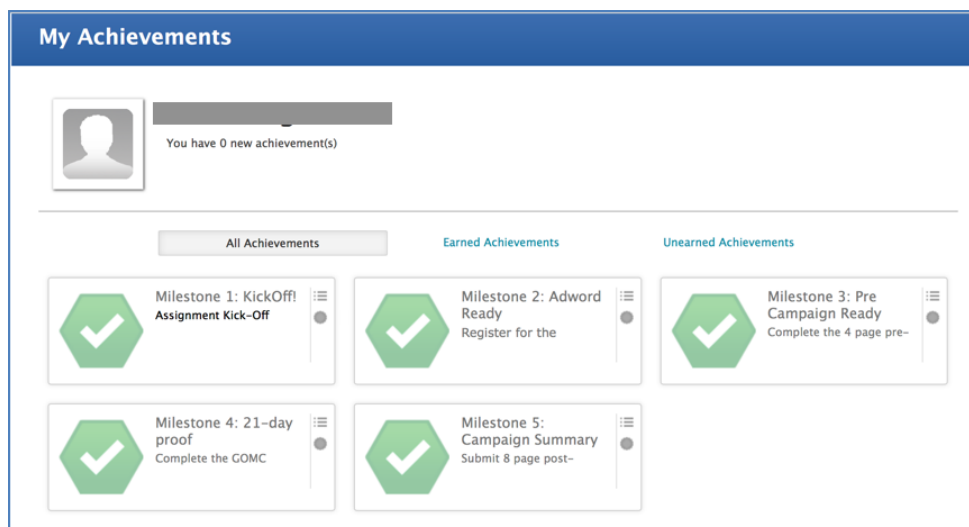 My Achievements
You have 0 new achievement(s)
All Achievements
Earned Achievements
Unearned Achievements
Milestone 1: KickOff!
Assignment Kick-Off
Milestone 2: Adword
Ready
Register for the
Milestone 3: Pre
Campaign Ready
Complete the 4 page pre-
Milestone 4: 21-day
proof
Complete the GOMC
Milestone 5:
Campaign Summary
Submit 8 page post-